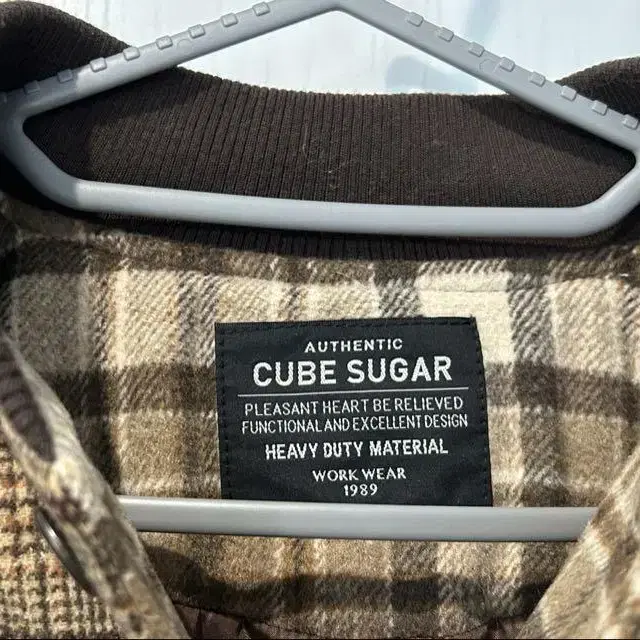 AUTHENTIC
CUBE SUGAR
PLEASANT HEART BE RELIEVED
FUNCTIONAL AND EXCELLENT DESIGN
HEAVY DUTY MATERIAL
WORK WEAR
1989